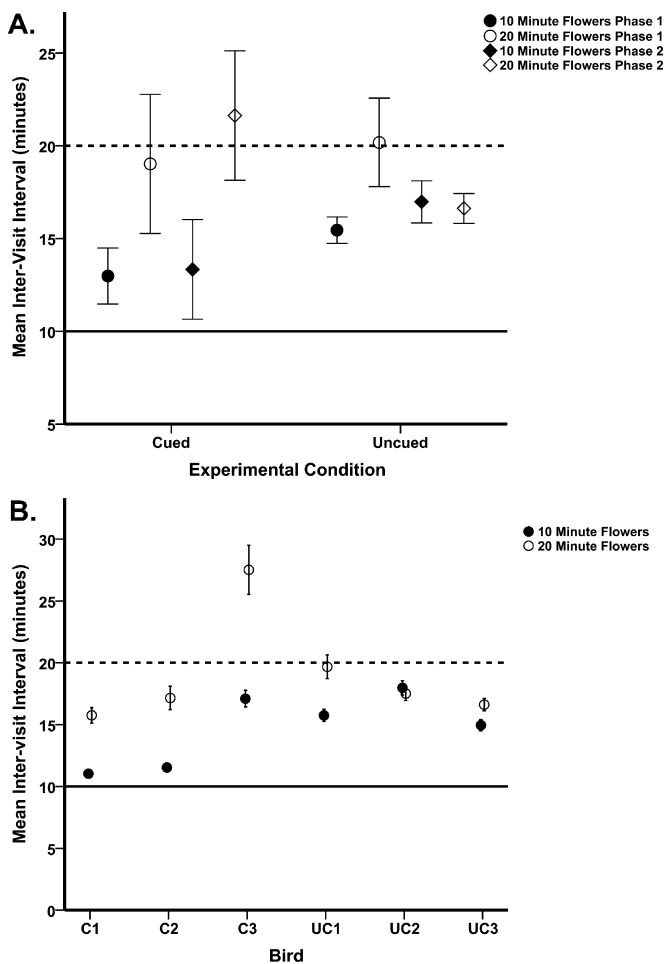 A.
10 Minute Flowers Phase 1
20 Minute Flowers Phase 1
10 Minute Flowers Phase 2
20 Minute Flowers Phase 2
Mean Inter-Visit Interval (minutes)
25
20
15
10
5
Cued
Uncued
Experimental Condition
B.
10 Minute Flowers
20 Minute Flowers
Mean Inter-visit Interval (minutes)
30
25
20
15
10
5
0
C1
C2
C3
UC1
UC2
UC3
Bird